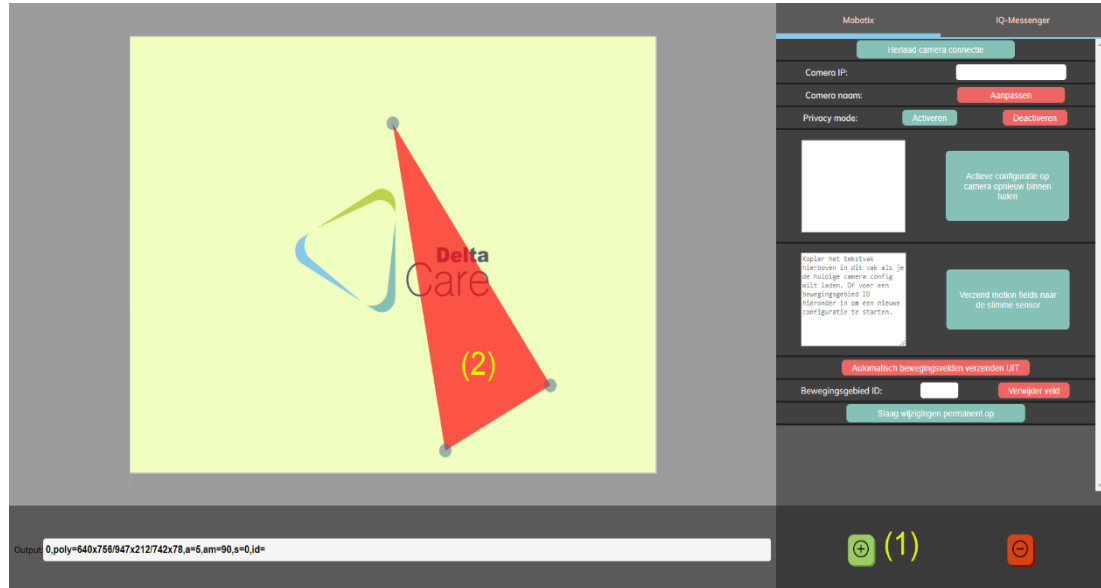 Mobotix
IQ-Messenger
Herlaad camera connectie
Camera IP:
Camera naam:
Aanpassen
Privacy mode:
Activeren
Deactiveren
Actieve configuratie op
camera opnieuw binnen
halen
Delta
Care
Kopier het tekstvak
hierboven in dit vak als je
de huidige camera config
wilt laden. Of voer een
bewegingsgebied ID
hieronder in om een nieuwe
configuratie te starten.
Verzend motion fields naar
de slimme sensor
(2)
Automatisch bewegingsvelden verzenden UIT
Bewegingsgebied ID:
Verwijder veld
Slaag wijzigingen permanent op
Output: 0,poly=640x756/947x212/742x78,a=5,am=90,s=0,id=
(1)